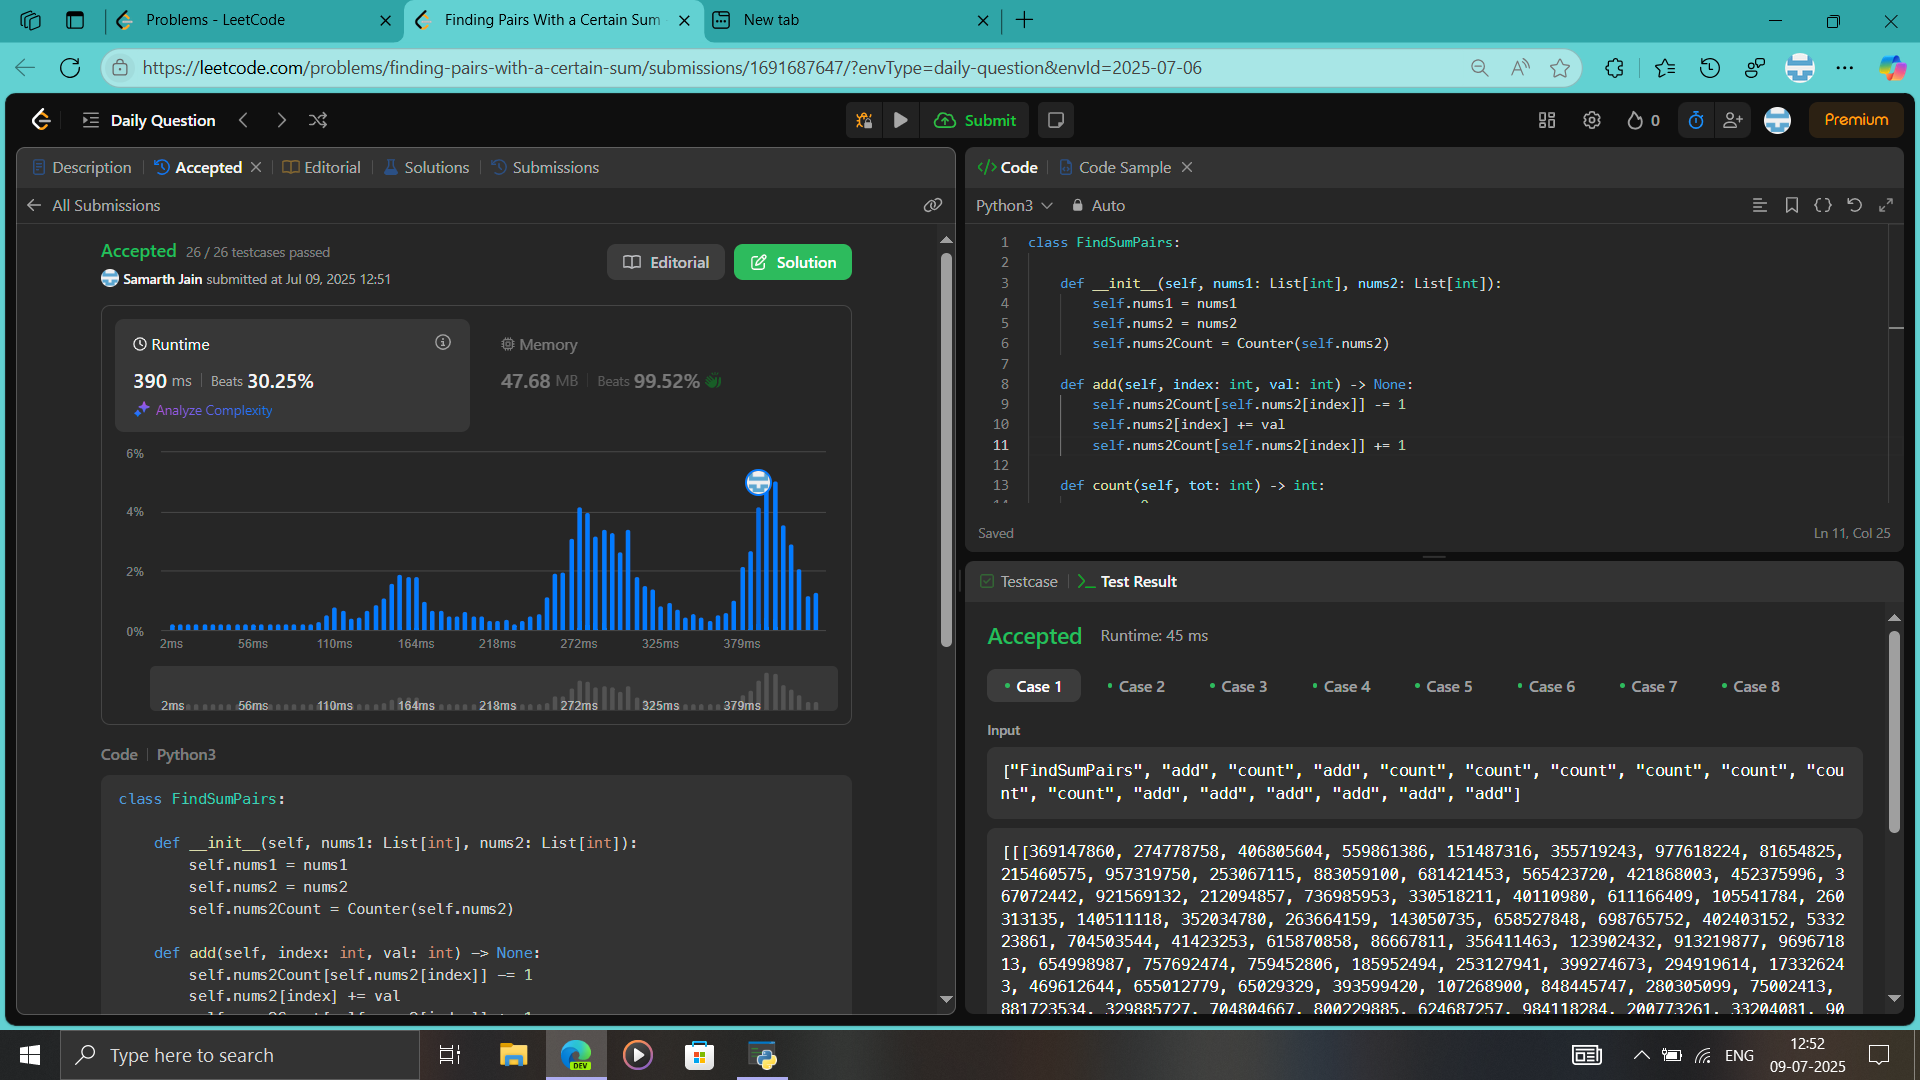 Problems - LeetCode
Finding Pairs With a Certain Sum
New tab
https://leetcode.com/problems/finding-pairs-with-a-certain-sum/submissions/1691687647/?envType=daily-question&envId=2025-07-06
Daily Question
Submit
0
Premium
Description
Accepted
Editorial
Solutions
Submissions
All Submissions
Accepted 26 / 26 testcases passed
Samarth Jain submitted at Jul 09, 2025 12:51
Editorial
Solution
Runtime
390 ms Beats 30.25%
Analyze Complexity
Memory
47.68 MB Beats 99.52%
6%
4%
2%
0%
2ms 56ms 110ms 164ms 218ms 272ms 325ms 379ms
2ms 56ms 110ms 164ms 218ms 272ms 325ms 379ms
Code Python3
class FindSumPairs:
def __init__(self, nums1: List[int], nums2: List[int]):
self.nums1 = nums1
self.nums2 = nums2
self.nums2Count = Counter(self.nums2)
def add(self, index: int, val: int) -> None:
self.nums2Count[self.nums2[index]] -= 1
self.nums2[index] += val
Code
Code Sample
Python3 Auto
1 class FindSumPairs:
2
3 def __init__(self, nums1: List[int], nums2: List[int]):
4 self.nums1 = nums1
5 self.nums2 = nums2
6 self.nums2Count = Counter(self.nums2)
7
8 def add(self, index: int, val: int) -> None:
9 self.nums2Count[self.nums2[index]] -= 1
10 self.nums2[index] += val
11 self.nums2Count[self.nums2[index]] += 1
12
13 def count(self, tot: int) -> int:
Saved
Ln 11, Col 25
Testcase
Test Result
Accepted Runtime: 45 ms
Case 1 Case 2 Case 3 Case 4 Case 5 Case 6 Case 7 Case 8
Input
["FindSumPairs", "add", "count", "add", "count", "count", "count", "count", "count", "cou
nt", "count", "add", "add", "add", "add", "add", "add"]
[[[369147860, 274778758, 406805604, 559861386, 151487316, 355719243, 977618224, 81654825,
215460575, 957319750, 253067115, 883059100, 681421453, 565423720, 421868003, 452375996, 3
67072442, 921569132, 212094857, 736985953, 330518211, 40110980, 611166409, 105541784, 260
313135, 140511118, 352034780, 263664159, 143050735, 658527848, 698765752, 402403152, 5332
23861, 704503544, 41423253, 615870858, 86667811, 356411463, 123902432, 913219877, 9696718
13, 654998987, 757692474, 759452806, 185952494, 253127941, 399274673, 294919614, 17332624
3, 469612644, 655012779, 65029329, 393599420, 107268900, 848445747, 280305099, 75002413,
881723534, 329885727, 704804667, 800229885, 624687257, 984118284, 200773261, 33204081, 90
Type here to search
DEV
ENG
12:52
09-07-2025